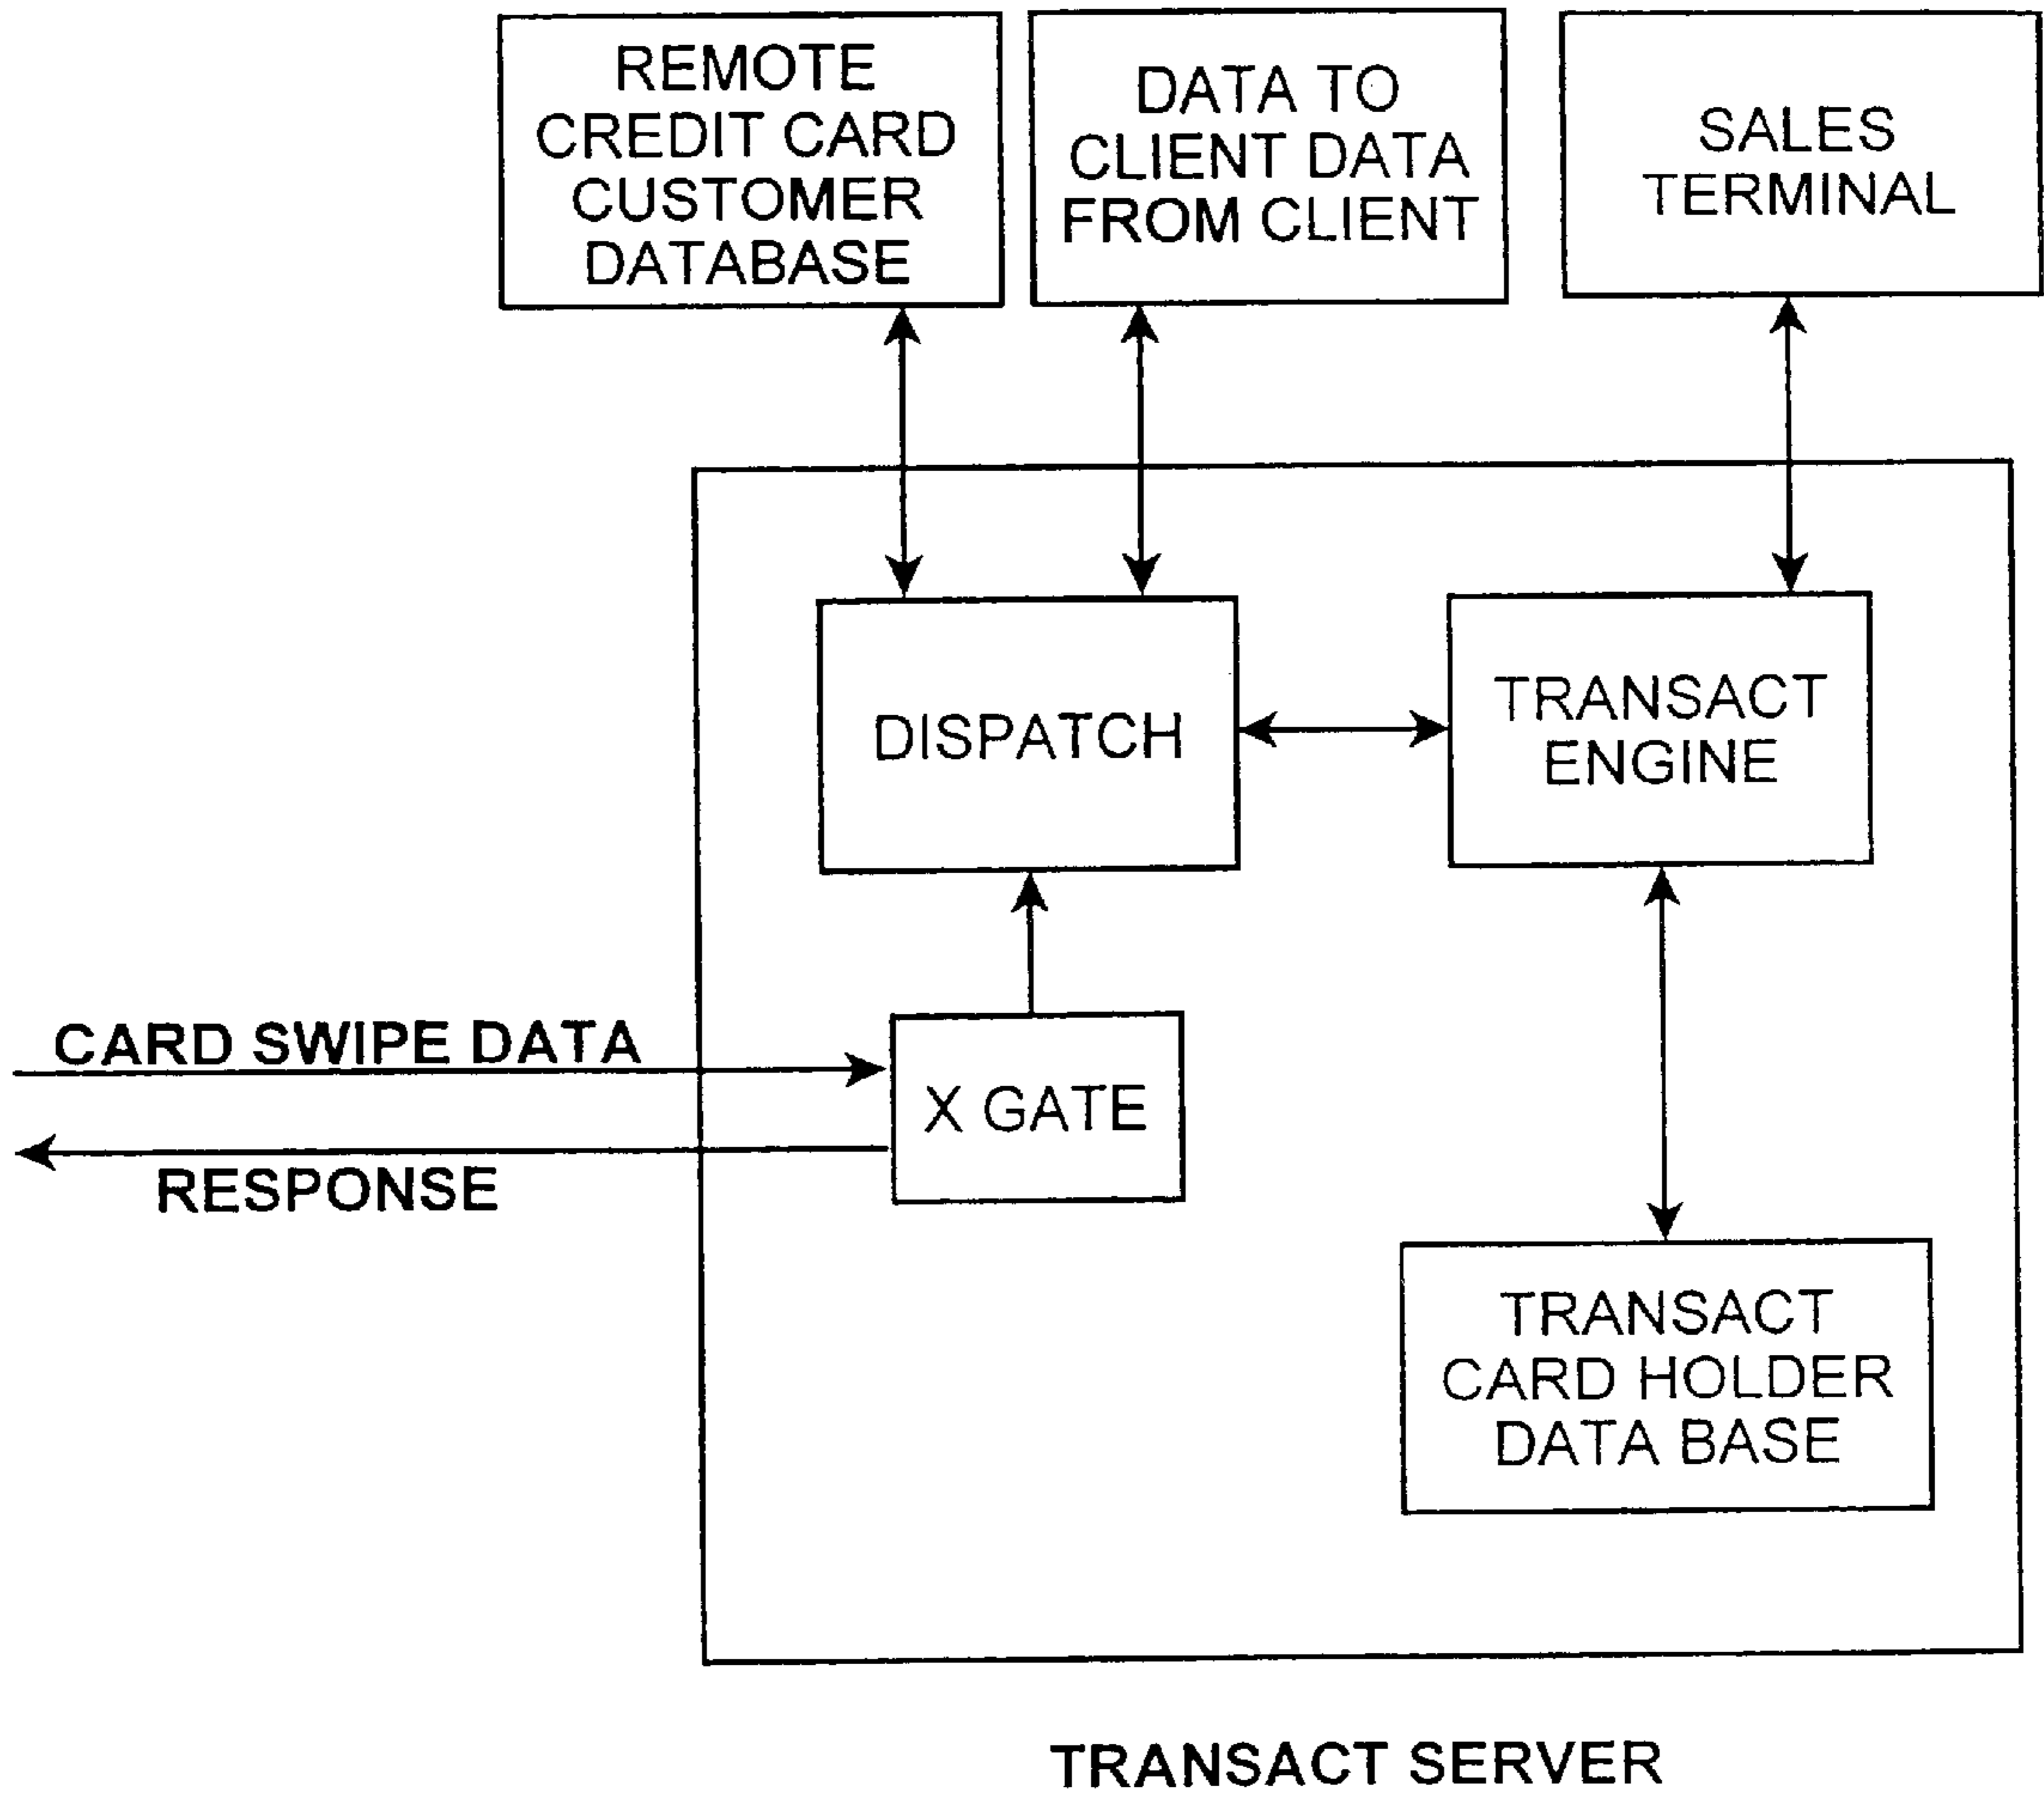 REMOTE
CREDIT CARD
CUSTOMER
DATABASE
DATA TO
CLIENT DATA
FROM CLIENT
SALES
TERMINAL
DISPATCH
TRANSACT
ENGINE
CARD SWIPE DATA
X GATE
RESPONSE
TRANSACT
CARD HOLDER
DATA BASE
TRANSACT SERVER